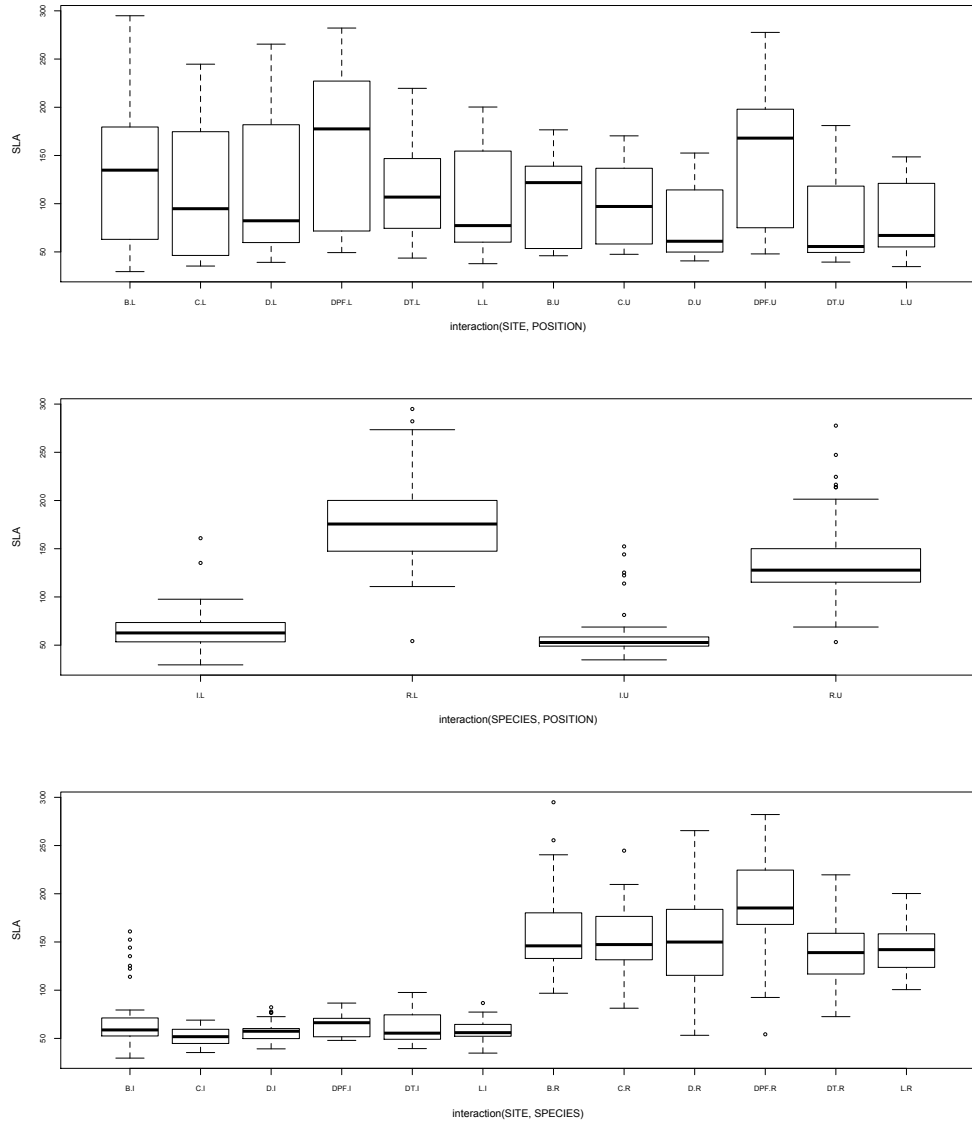 300
250
200
150
100
50
SLA
B.L C.L D.L DPF.L DT.L L.L B.U C.U D.U DPF.U DT.U L.U
interaction(SITE, POSITION)
300
250
200
150
100
50
SLA
I.L R.L I.U R.U
interaction(SPECIES, POSITION)
300
250
200
150
100
50
SLA
B.I C.I D.I DPF.I DT.I L.I B.R C.R D.R DPF.R DT.R L.R
interaction(SITE, SPECIES)